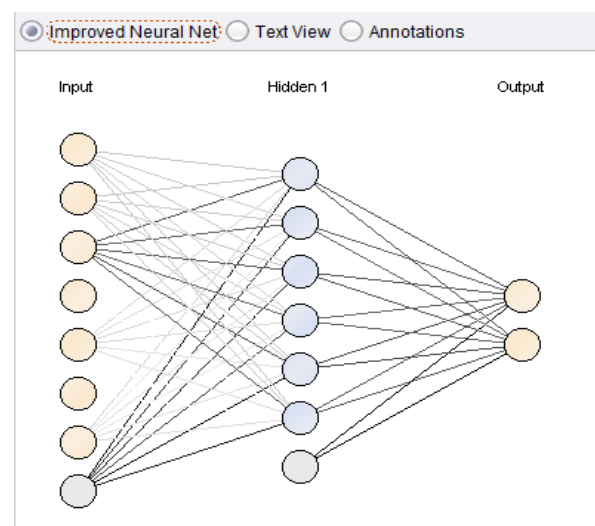 Improved Neural Net Text View Annotations
Input Hidden 1 Output